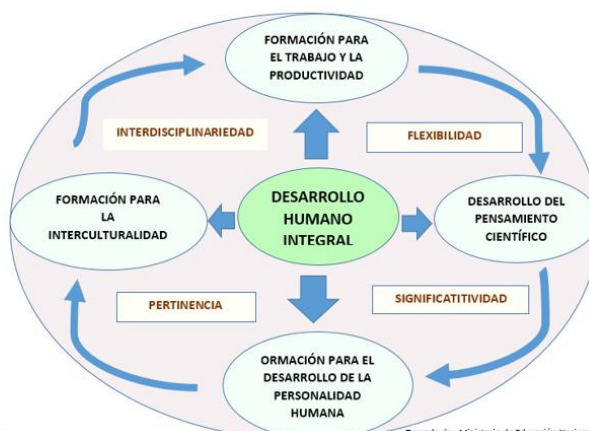 FORMACIÓN PARA
EL TRABAJO Y LA
PRODUCTIVIDAD
INTERDISCIPLINARIEDAD
FLEXIBILIDAD
FORMACIÓN PARA
LA
INTERCULTURALIDAD
DESARROLLO
HUMANO
INTEGRAL
DESARROLLO DEL
PENSAMIENTO
CIENTÍFICO
PERTINENCIA
SIGNIFICATITIVIDAD
ORMACIÓN PARA EL
DESARROLLO DE LA
PERSONALIDAD
HUMANA